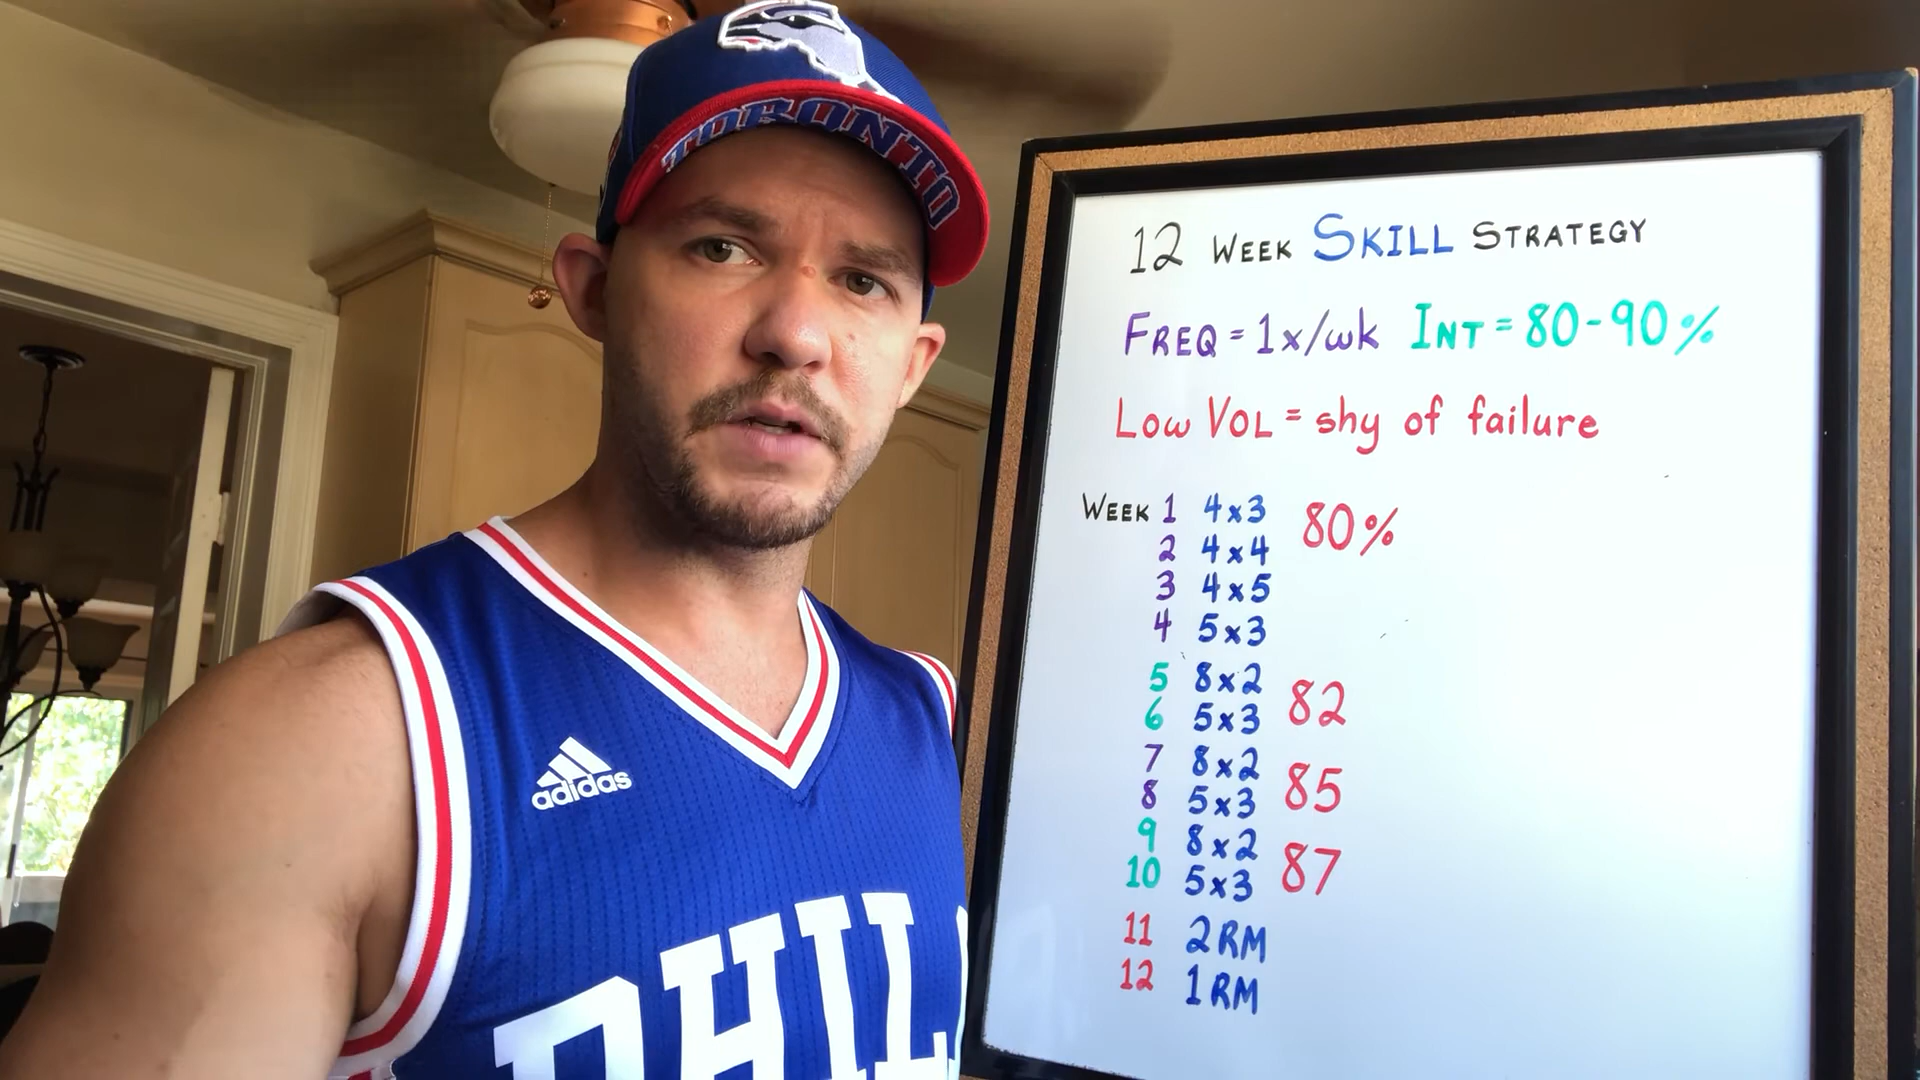 TORONTO
adidas
PHIL
12 WEEK SKILL STRATEGY
FREQ = 1x/wk INT = 80-90%
LOW VOL = shy of failure
WEEK 1 4x3 80%
2 4x4
3 4x5
4 5x3
5 8x2 82
6 5x3
7 8x2 85
8 5x3
9 8x2 87
10 5x3
11 2RM
12 1RM